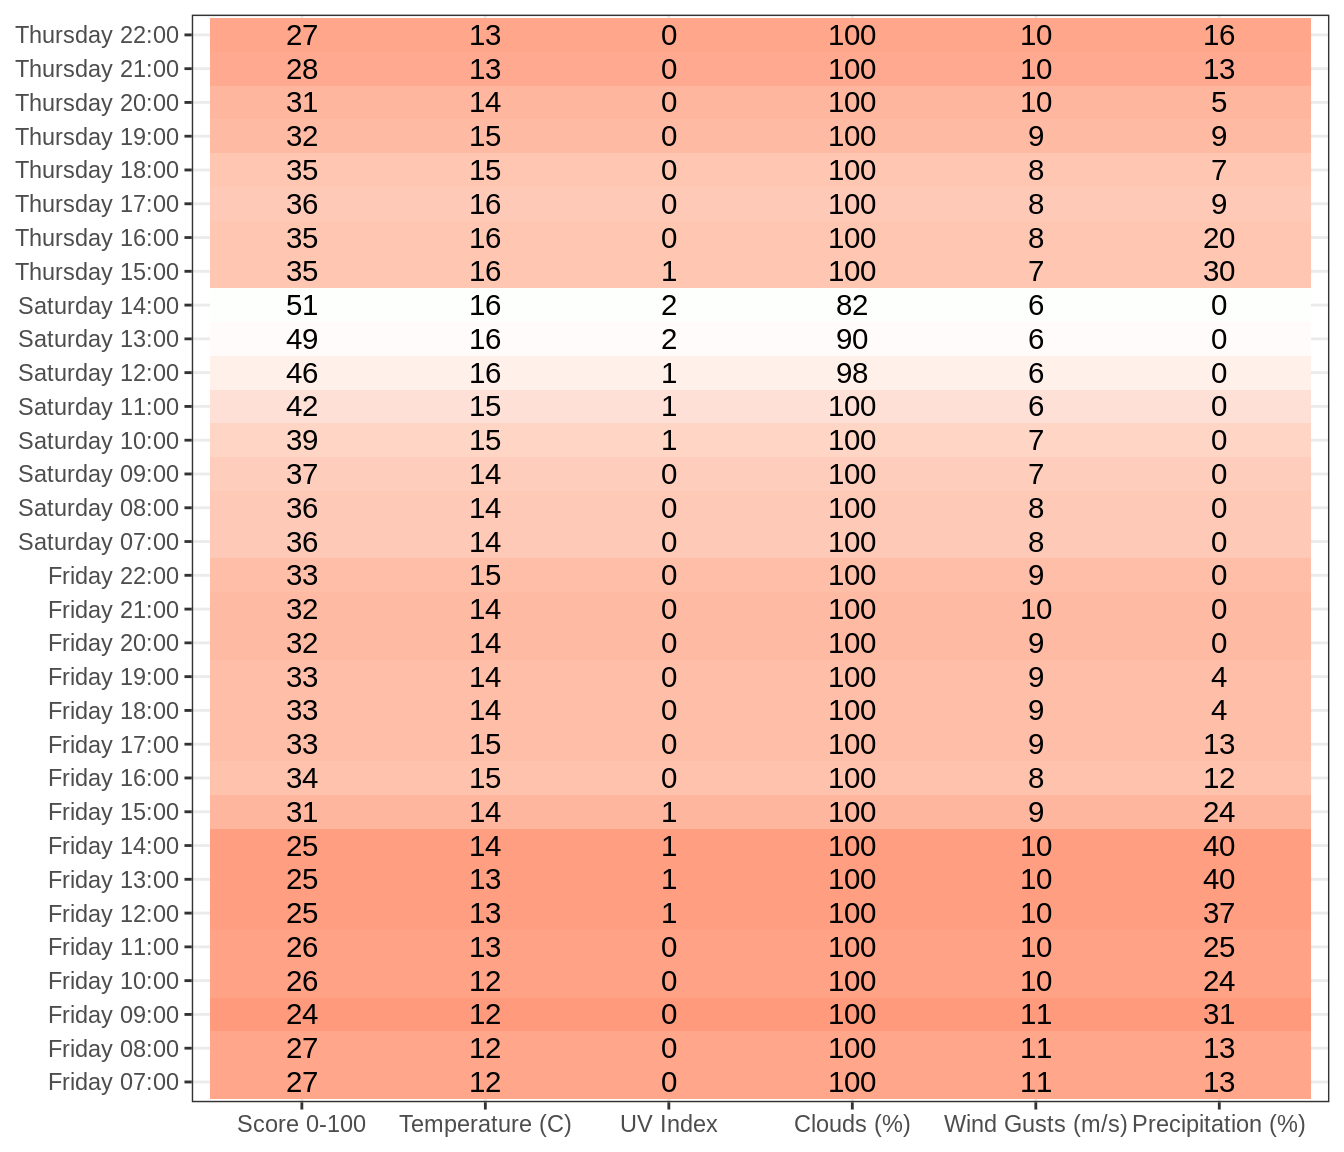 Thursday 22:00 27 13 0 100 10 16
Thursday 21:00 28 13 0 100 10 13
Thursday 20:00 31 14 0 100 10 5
Thursday 19:00 32 15 0 100 9 9
Thursday 18:00 35 15 0 100 8 7
Thursday 17:00 36 16 0 100 8 9
Thursday 16:00 35 16 0 100 8 20
Thursday 15:00 35 16 1 100 7 30
Saturday 14:00 51 16 2 82 6 0
Saturday 13:00 49 16 2 90 6 0
Saturday 12:00 46 16 1 98 6 0
Saturday 11:00 42 15 1 100 6 0
Saturday 10:00 39 15 1 100 7 0
Saturday 09:00 37 14 0 100 7 0
Saturday 08:00 36 14 0 100 8 0
Saturday 07:00 36 14 0 100 8 0
Friday 22:00 33 15 0 100 9 0
Friday 21:00 32 14 0 100 10 0
Friday 20:00 32 14 0 100 9 0
Friday 19:00 33 14 0 100 9 4
Friday 18:00 33 14 0 100 9 4
Friday 17:00 33 15 0 100 9 13
Friday 16:00 34 15 0 100 8 12
Friday 15:00 31 14 1 100 9 24
Friday 14:00 25 14 1 100 10 40
Friday 13:00 25 13 1 100 10 40
Friday 12:00 25 13 1 100 10 37
Friday 11:00 26 13 0 100 10 25
Friday 10:00 26 12 0 100 10 24
Friday 09:00 24 12 0 100 11 31
Friday 08:00 27 12 0 100 11 13
Friday 07:00 27 12 0 100 11 13
Score 0-100 Temperature (C) UV Index Clouds (%) Wind Gusts (m/s) Precipitation (%)